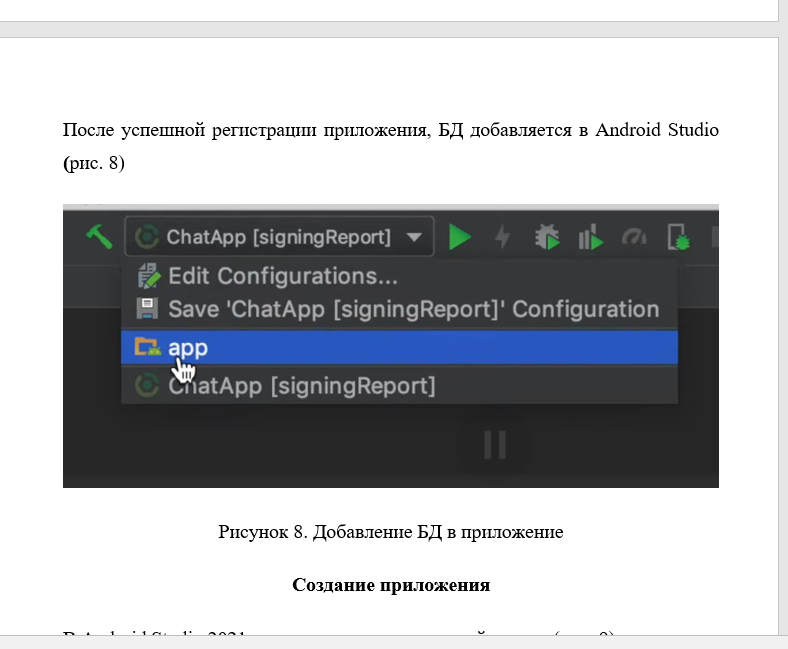 После успешной регистрации приложения, БД добавляется в Android Studio
(рис. 8)
ChatApp [signingReport]
Edit Configurations...
Save 'ChatApp [signingReport]' Configuration
app
ChatApp [signingReport]
Рисунок 8. Добавление БД в приложение
Создание приложения